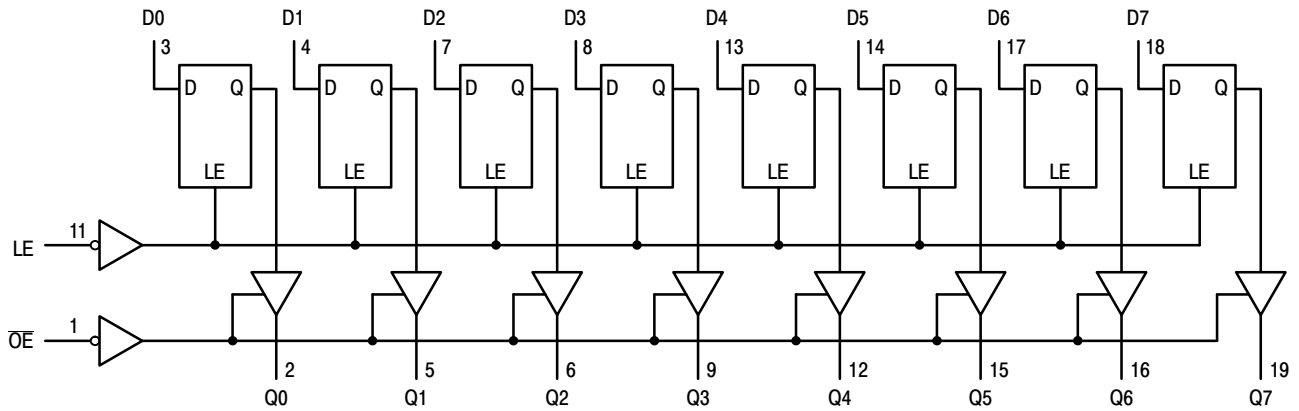 D0 D1 D2 D3 D4 D5 D6 D7
3 4 7 8 13 14 17 18
D Q D Q D Q D Q D Q D Q D Q D Q
LE LE LE LE LE LE LE LE
LE 11
O̅E̅ 1
2 5 6 9 12 15 16 19
Q0 Q1 Q2 Q3 Q4 Q5 Q6 Q7